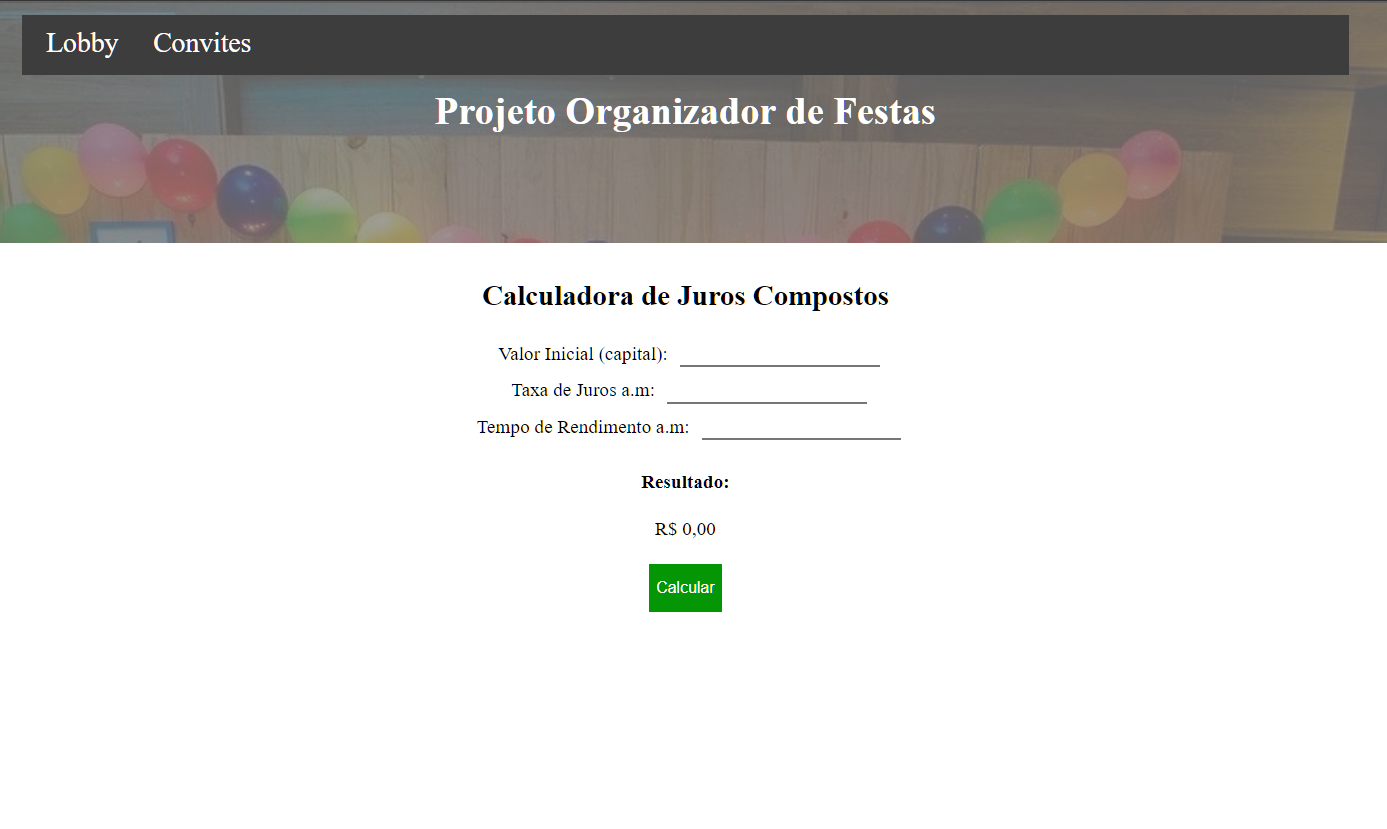 Lobby Convites
Projeto Organizador de Festas
Calculadora de Juros Compostos
Valor Inicial (capital):
Taxa de Juros a.m:
Tempo de Rendimento a.m:
Resultado:
R$ 0,00
Calcular